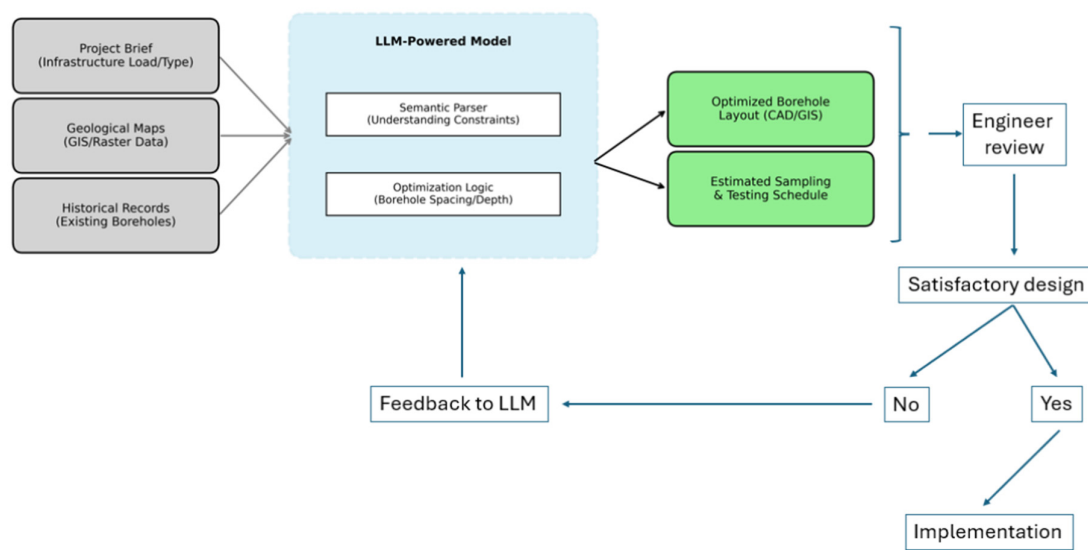 Project Brief
(Infrastructure Load/Type)
Geological Maps
(GIS/Raster Data)
Historical Records
(Existing Boreholes)
LLM-Powered Model
Semantic Parser
(Understanding Constraints)
Optimization Logic
(Borehole Spacing/Depth)
Optimized Borehole
Layout (CAD/GIS)
Estimated Sampling
& Testing Schedule
Engineer
review
Satisfactory design
No
Yes
Feedback to LLM
Implementation